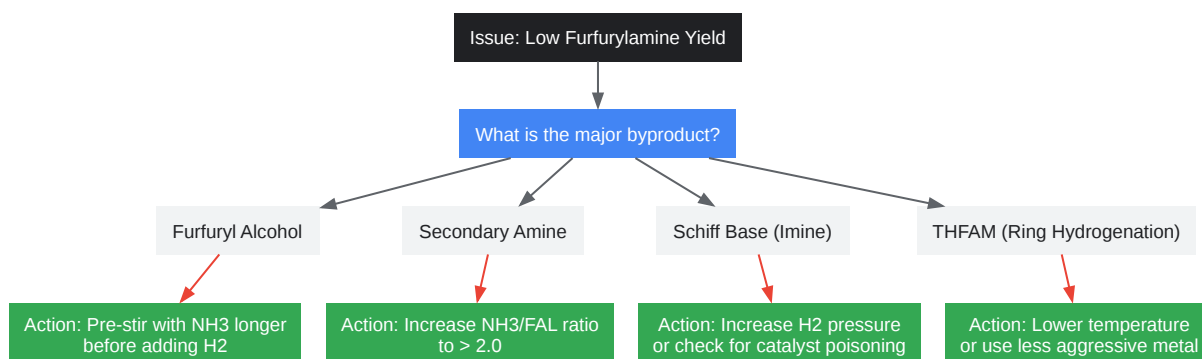 Issue: Low Furfurylamine Yield
What is the major byproduct?
Furfuryl Alcohol
Secondary Amine
Schiff Base (Imine)
THFAM (Ring Hydrogenation)
Action: Pre-stir with NH3 longer
before adding H2
Action: Increase NH3/FAL ratio
to > 2.0
Action: Increase H2 pressure
or check for catalyst poisoning
Action: Lower temperature
or use less aggressive metal